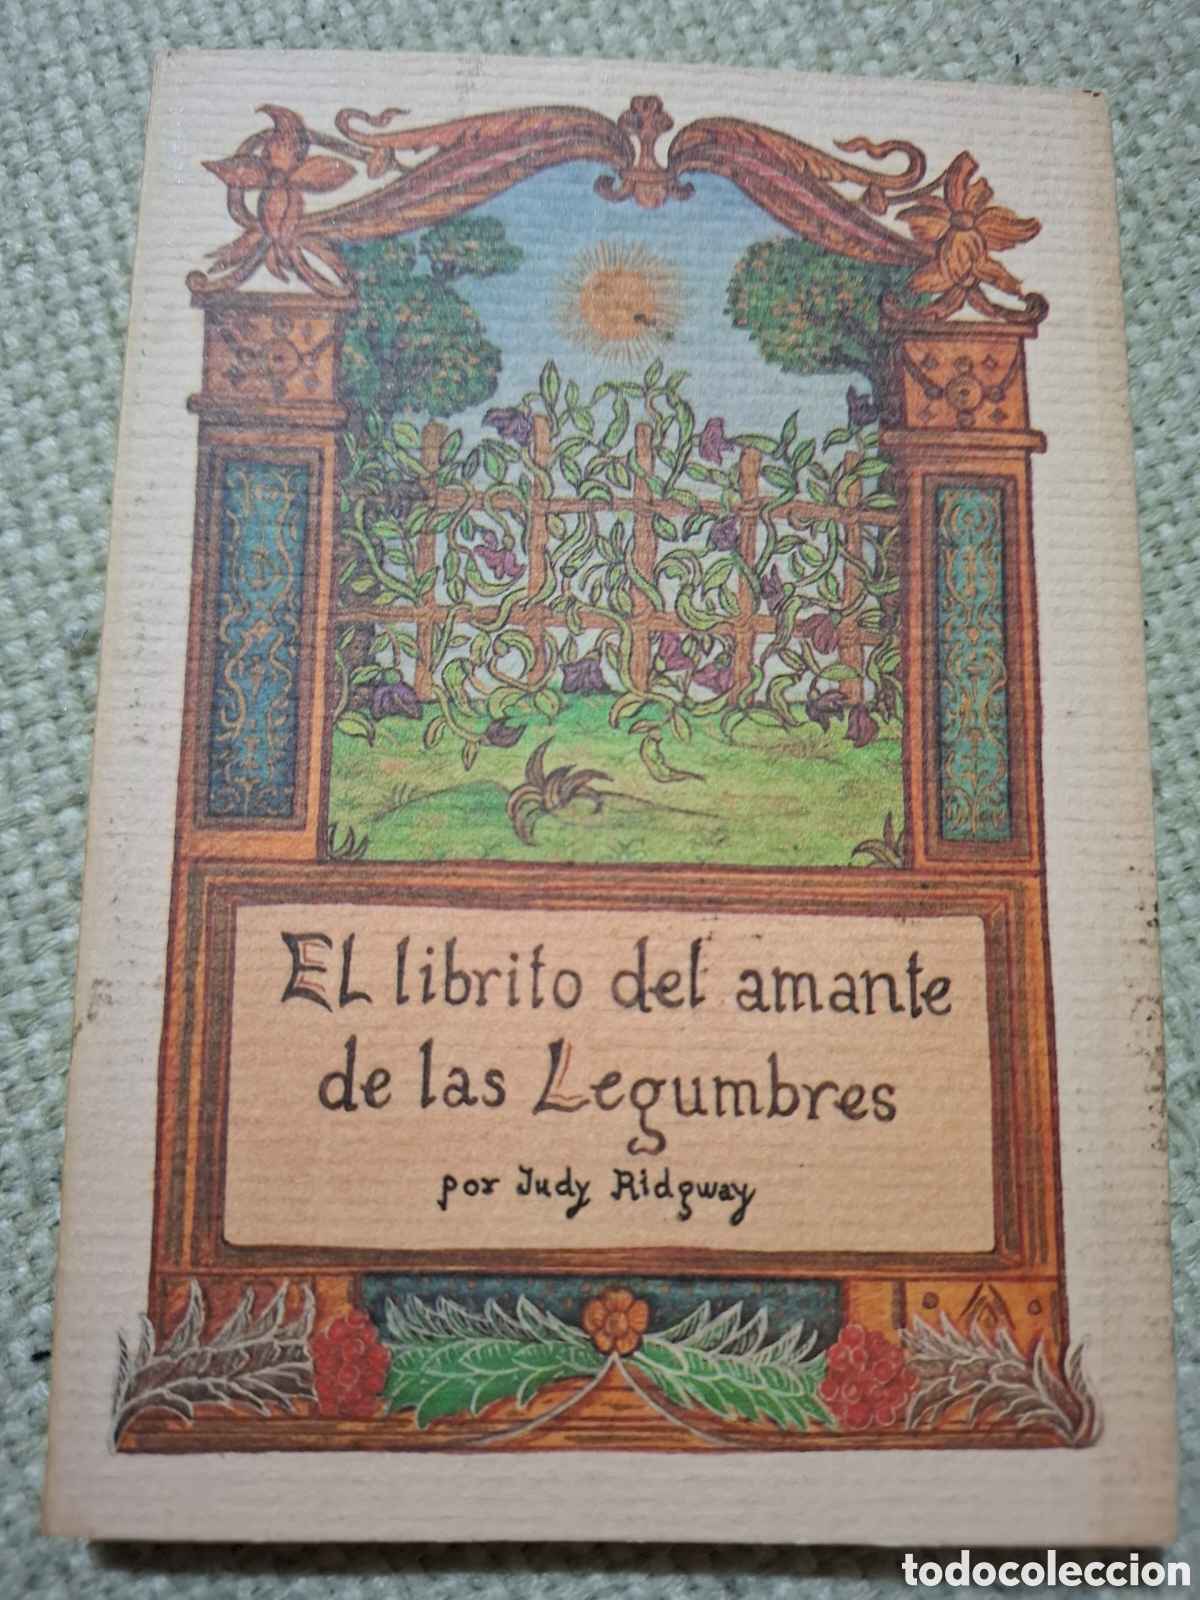 EL librito del amante
de las Legumbres
por Judy Ridgway
todocoleccion